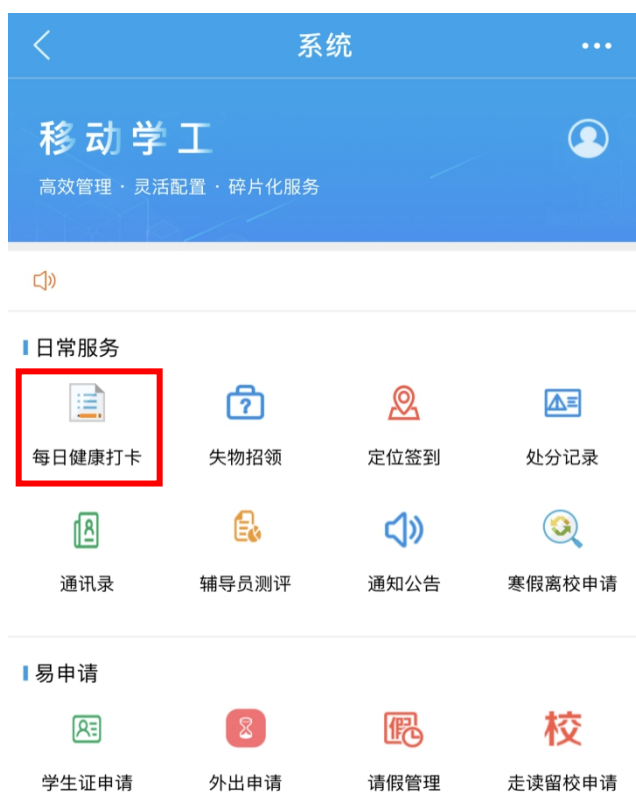 系统
移动学工
高效管理 · 灵活配置 · 碎片化服务
日常服务
每日健康打卡 失物招领 定位签到 处分记录
通讯录 辅导员测评 通知公告 寒假离校申请
易申请
假 校
学生证申请 外出申请 请假管理 走读留校申请